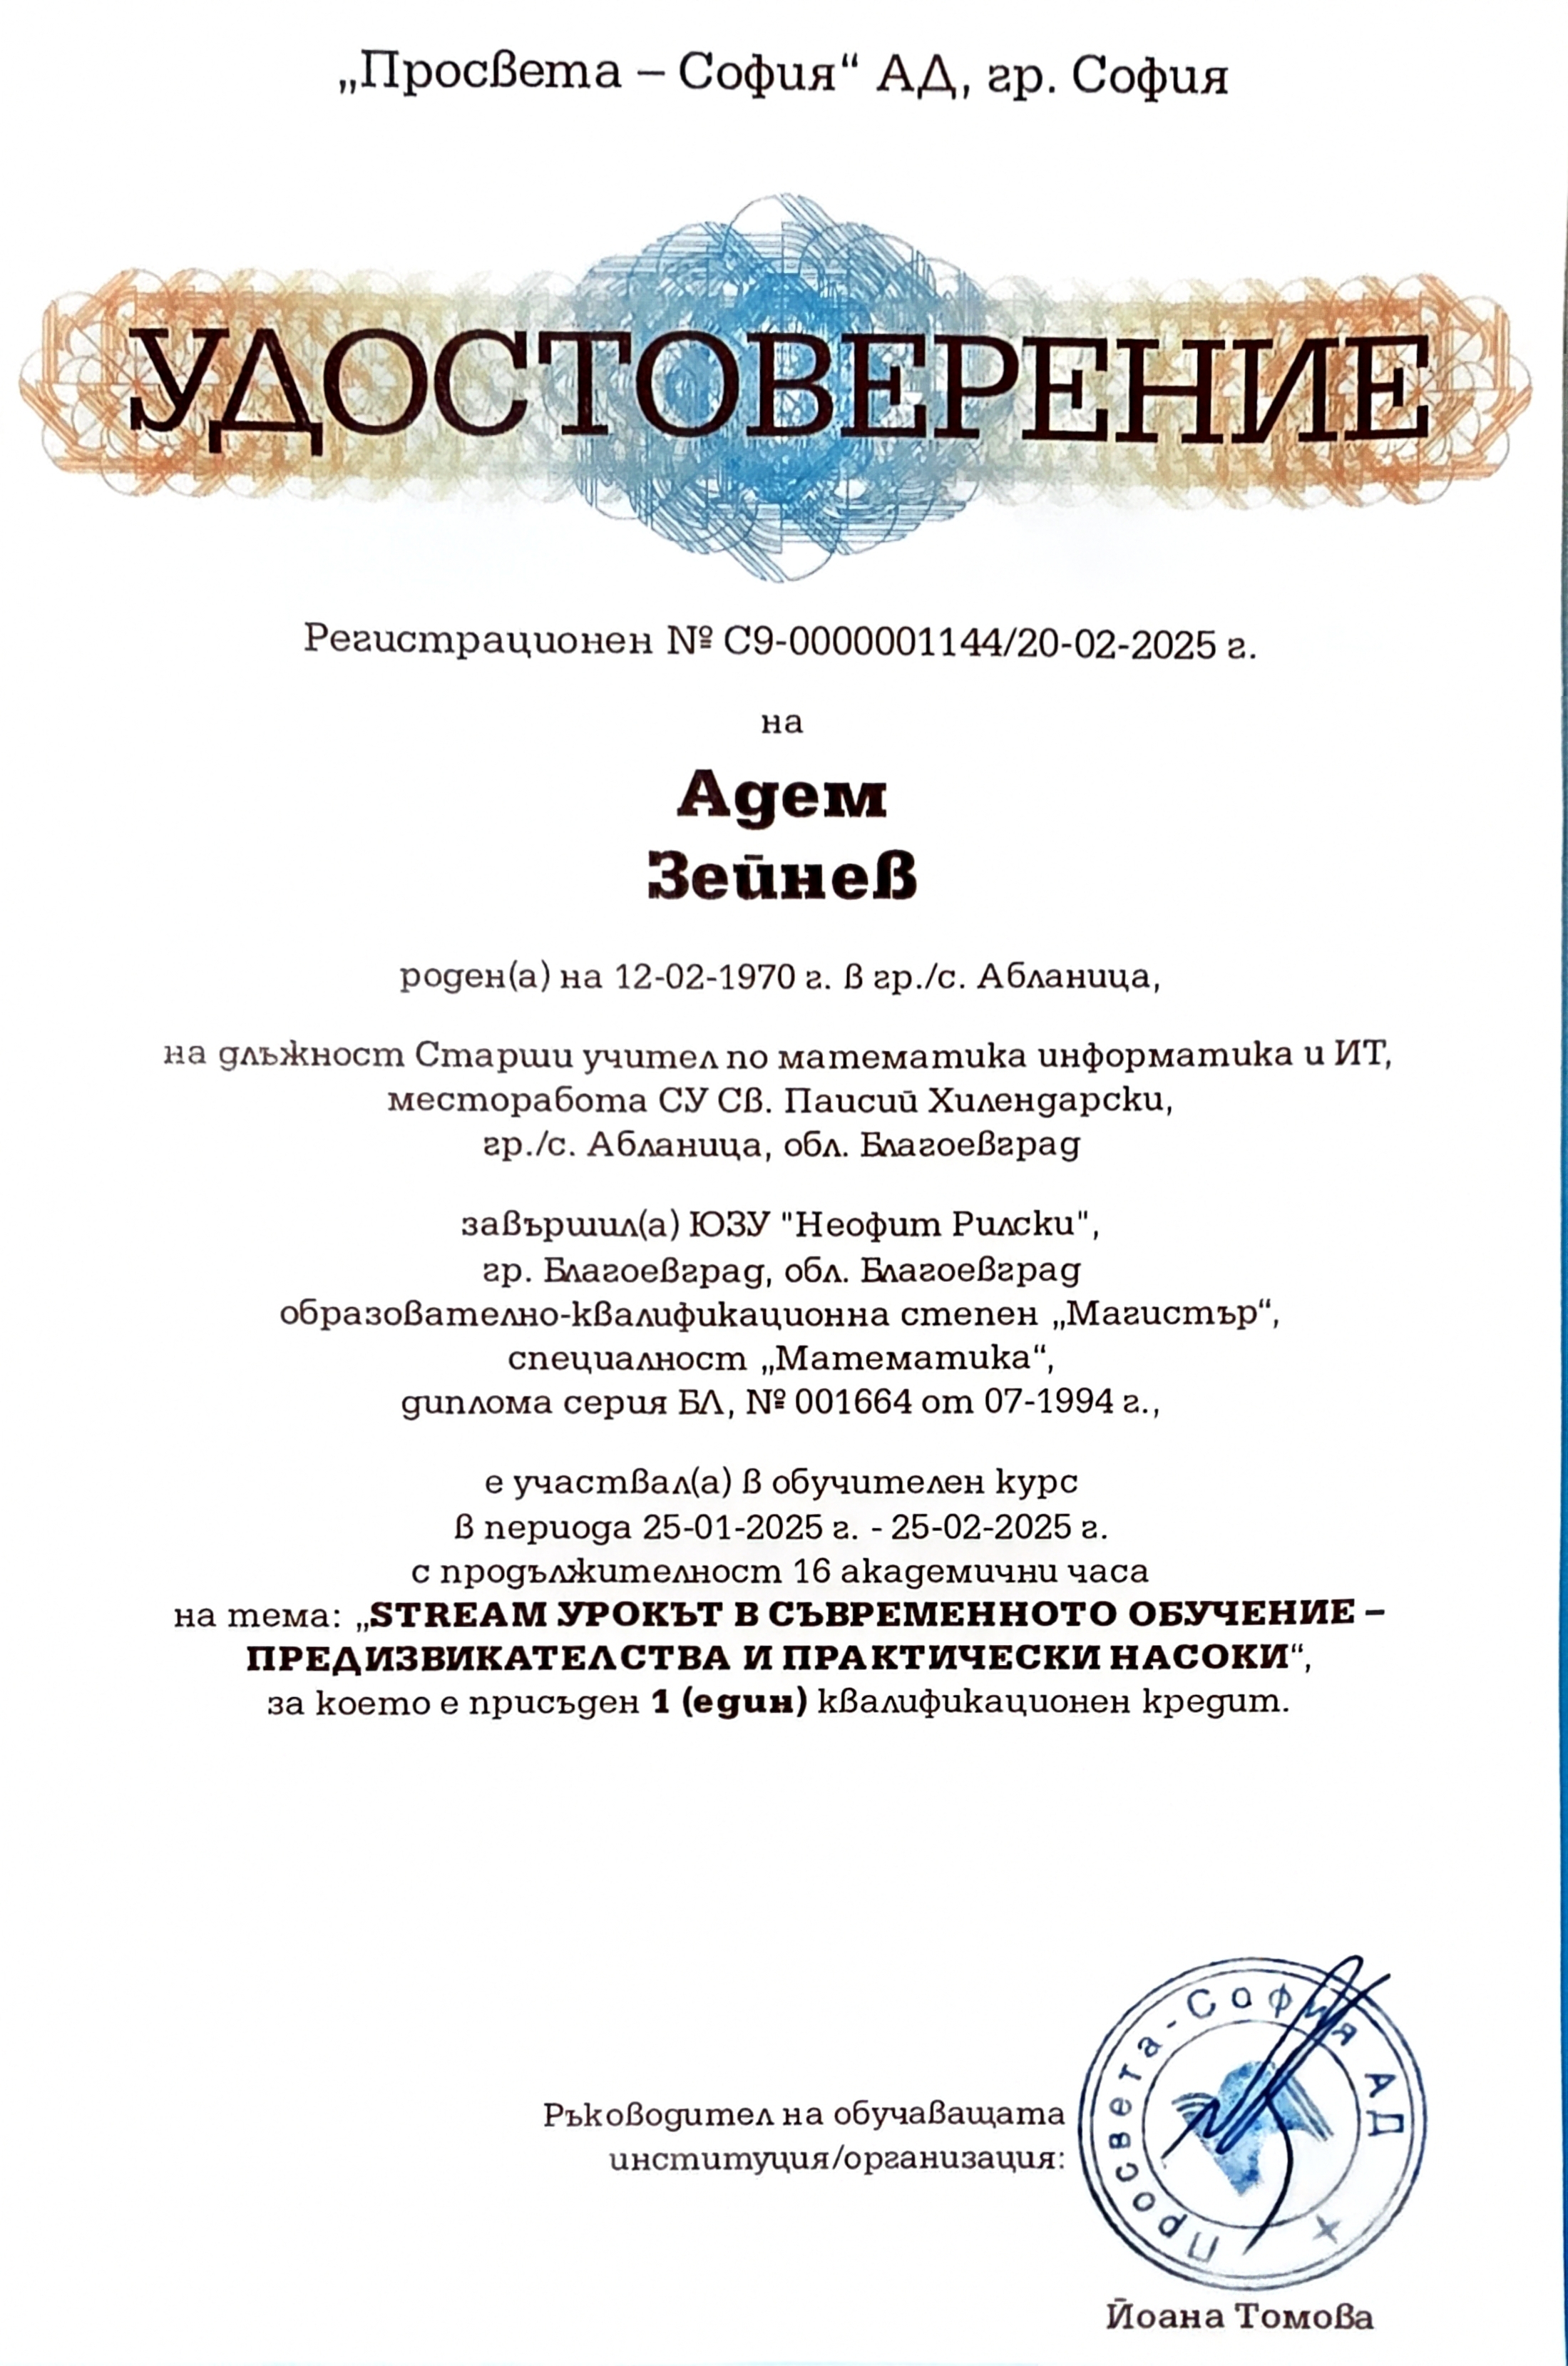 „Просвета – София“ АД, гр. София
УДОСТОВЕРЕНИЕ
Регистрационен № С9-0000001144/20-02-2025 г.
на
Адем
Зейнев
роден(а) на 12-02-1970 г. в гр./с. Абланица,
на длъжност Старши учител по математика информатика и ИТ,
месторабота СУ Св. Паисий Хилендарски,
гр./с. Абланица, обл. Благоевград
завършил(а) ЮЗУ "Неофит Рилски",
гр. Благоевград, обл. Благоевград
образователно-квалификационна степен „Магистър“,
специалност „Математика“,
диплома серия БЛ, № 001664 от 07-1994 г.,
е участвал(а) в обучителен курс
в периода 25-01-2025 г. - 25-02-2025 г.
с продължителност 16 академични часа
на тема: „STREAM УРОКЪТ В СЪВРЕМЕННОТО ОБУЧЕНИЕ –
ПРЕДИЗВИКАТЕЛСТВА И ПРАКТИЧЕСКИ НАСОКИ“,
за което е присъден 1 (един) квалификационен кредит.
Ръководител на обучаващата
институция/организация:
Просвета-София АД
Йоана Томова